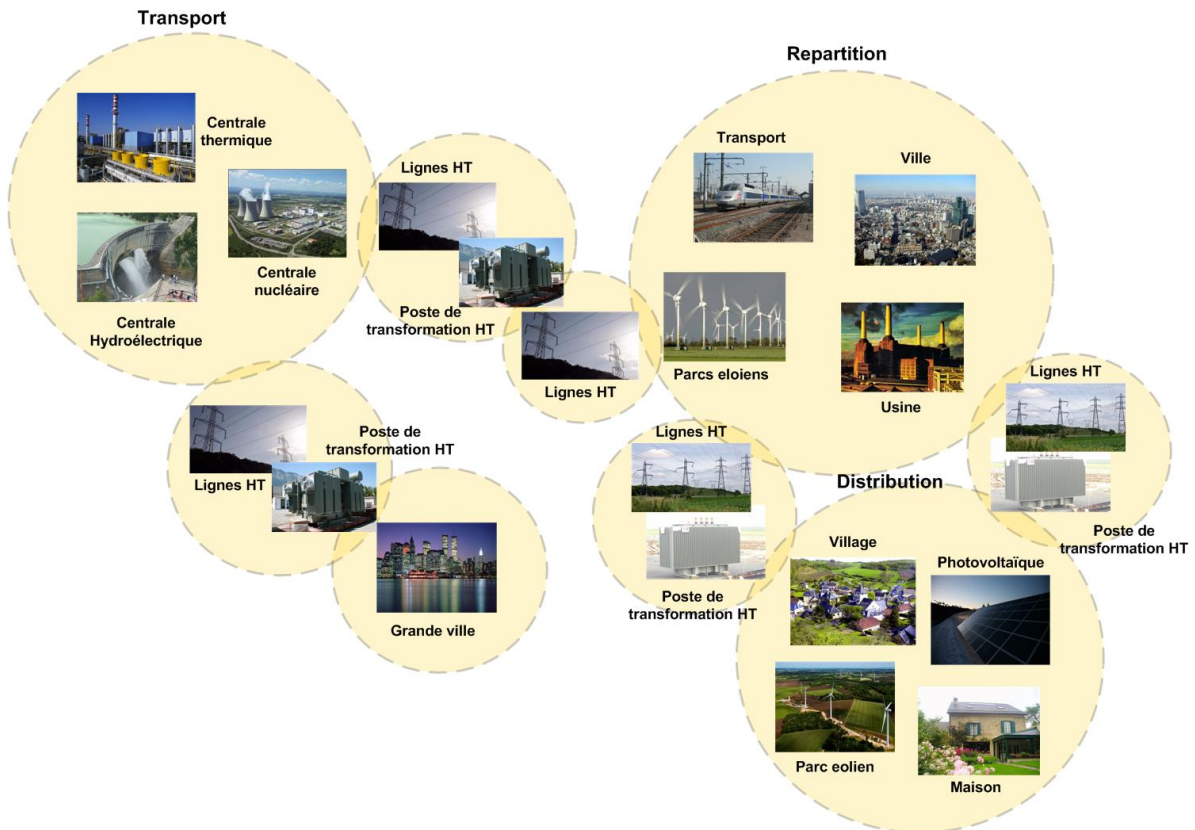 Transport
Centrale
thermique
Centrale
nucléaire
Centrale
Hydroélectrique
Lignes HT
Poste de
transformation HT
Lignes HT
Poste de
transformation HT
Lignes HT
Grande ville
Repartition
Transport
Ville
Parcs eloiens
Usine
Lignes HT
Poste de
transformation HT
Lignes HT
Poste de
transformation HT
Distribution
Village
Photovoltaïque
Parc eolien
Maison